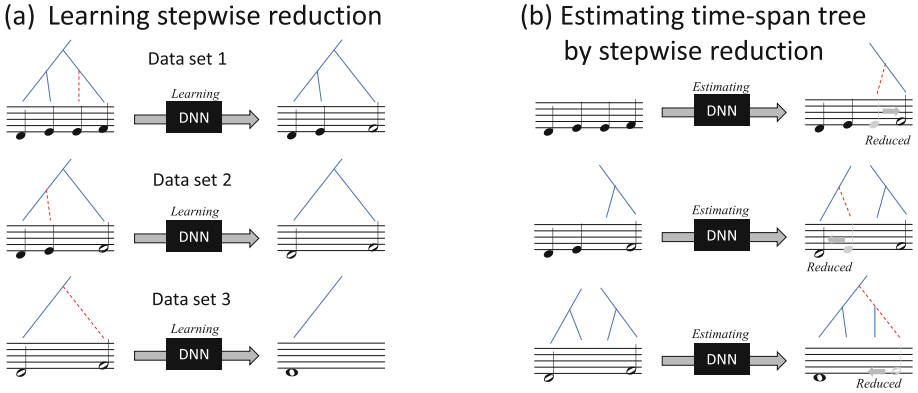 (a) Learning stepwise reduction
Data set 1
Learning
DNN
Data set 2
Learning
DNN
Data set 3
Learning
DNN
(b) Estimating time-span tree
by stepwise reduction
Estimating
DNN
Reduced
Estimating
DNN
Reduced
Estimating
DNN
Reduced